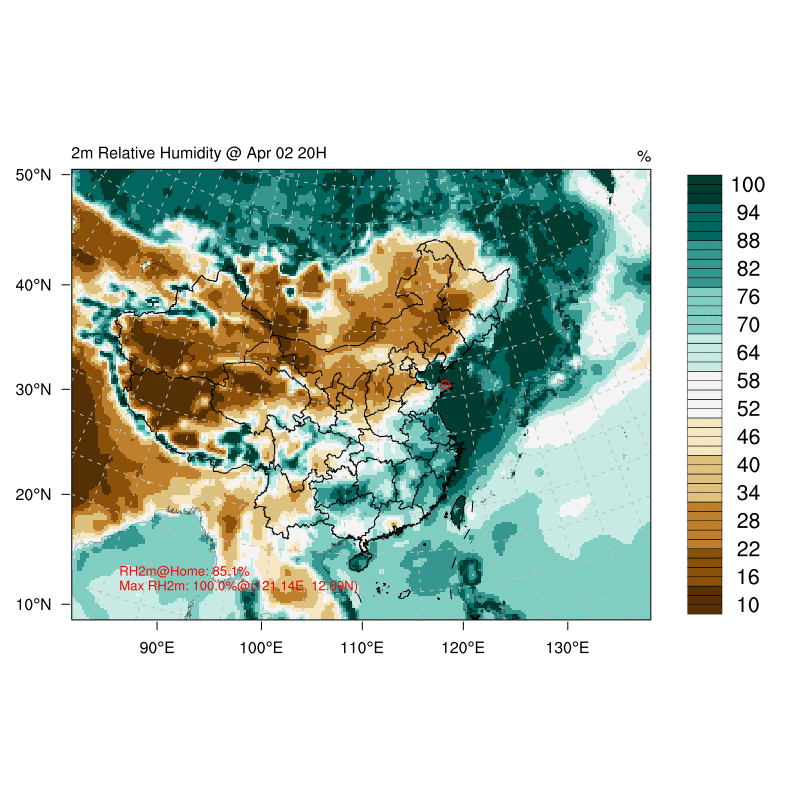 2m Relative Humidity @ Apr 02 20H
%
50°N
40°N
30°N
20°N
10°N
90°E
100°E
110°E
120°E
130°E
100
94
88
82
76
70
64
58
52
46
40
34
28
22
16
10
RH2m@Home: 85.1%
Max RH2m: 100.0%@(121.14E, 12.69N)